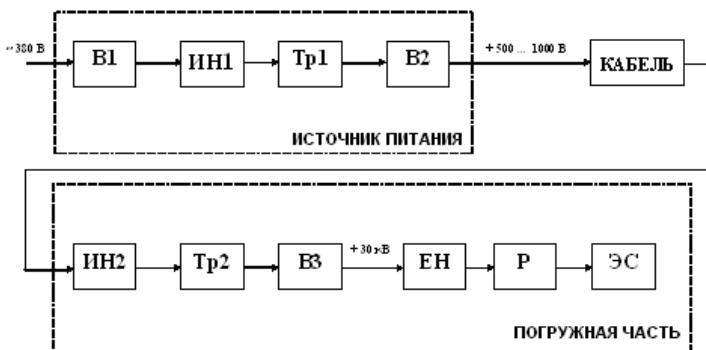 ~380 В
В1
ИН1
Тр1
В2
+500 ... 1000 В
КАБЕЛЬ
ИСТОЧНИК ПИТАНИЯ
ИН2
Тр2
В3
+30 кВ
ЕН
Р
ЭС
ПОГРУЖНАЯ ЧАСТЬ